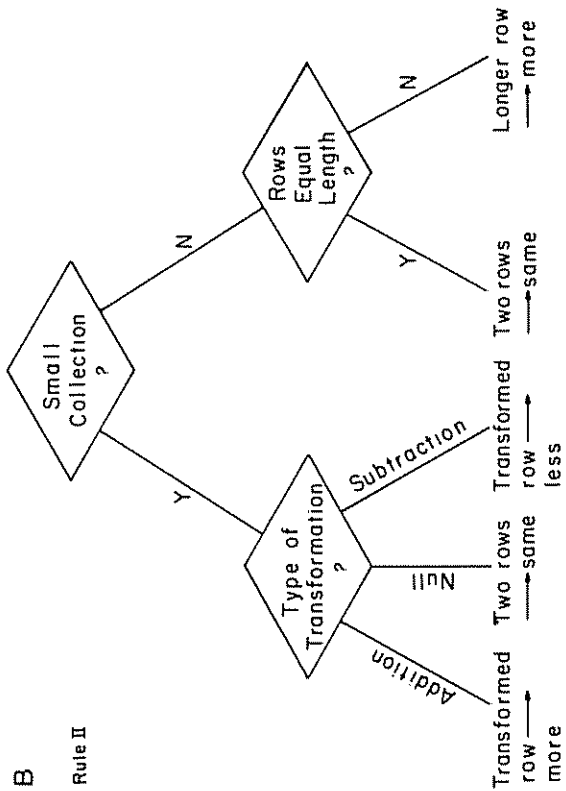 B
Rule II
Small
Collection
?
Y
N
Type of
Transformation
?
Rows
Equal
Length
?
Addition
Null
Subtraction
Y
N
Transformed
row → more
Two rows
→ same
Transformed
row → less
Two rows
→ same
Longer row
→ more